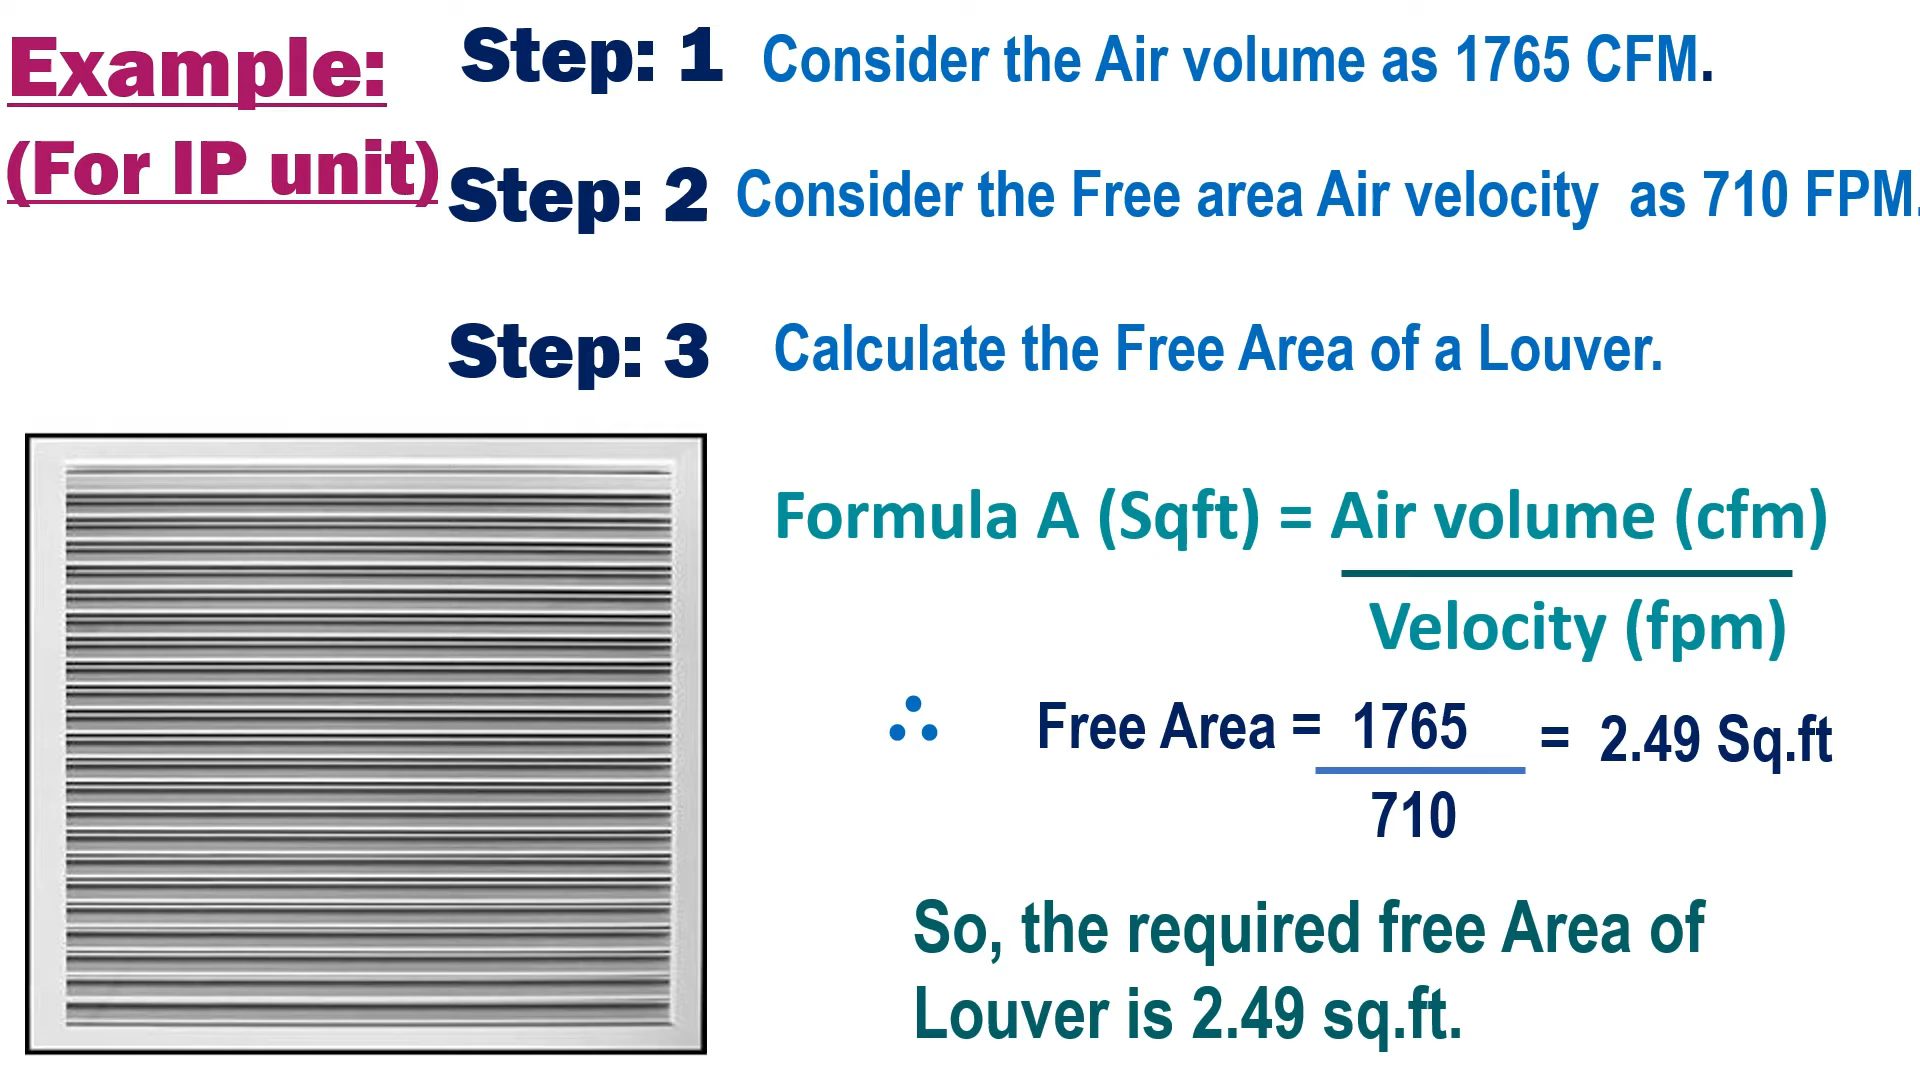 Example:
(For IP unit)
Step: 1 Consider the Air volume as 1765 CFM.
Step: 2 Consider the Free area Air velocity as 710 FPM.
Step: 3 Calculate the Free Area of a Louver.
Formula A (Sqft) = Air volume (cfm)
Velocity (fpm)
∴ Free Area = 1765 = 2.49 Sq.ft
710
So, the required free Area of
Louver is 2.49 sq.ft.